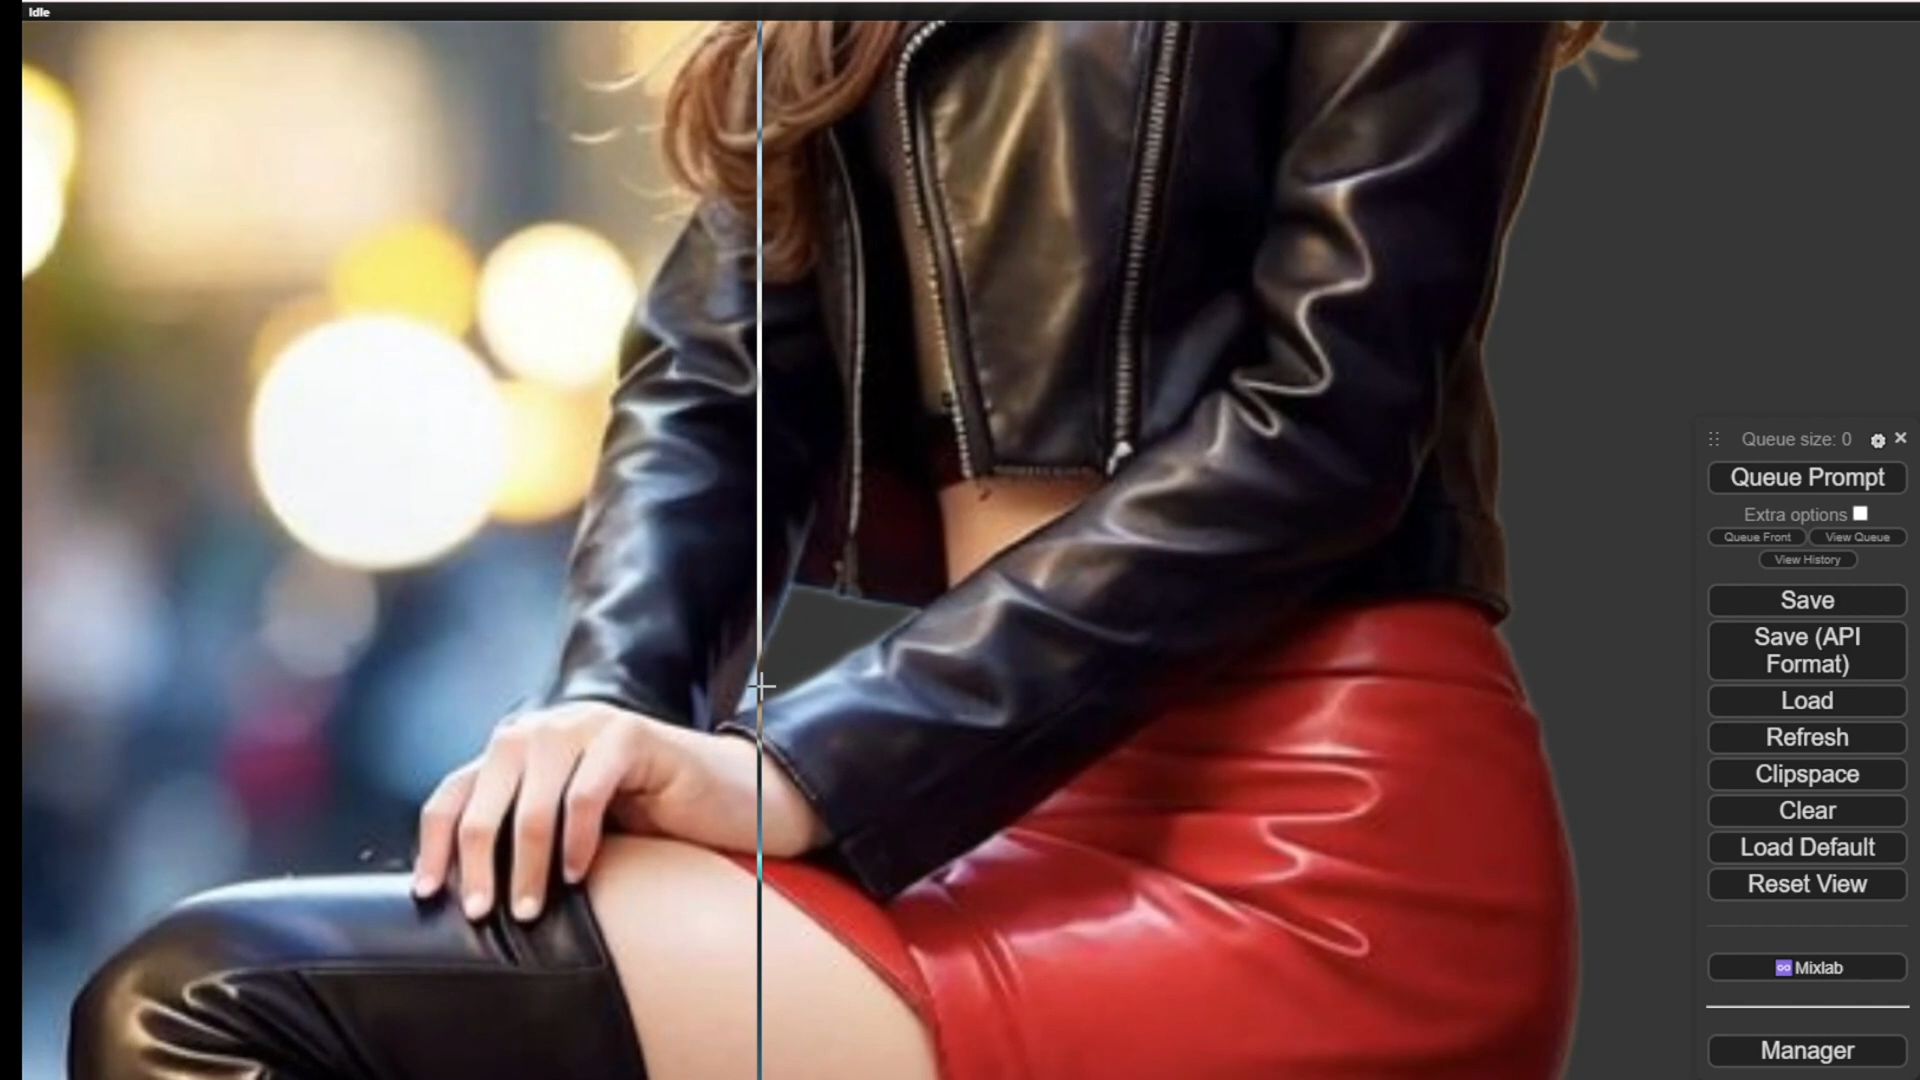 Idle
Queue size: 0
Queue Prompt
Extra options
Queue Front
View Queue
View History
Save
Save (API
Format)
Load
Refresh
Clipspace
Clear
Load Default
Reset View
Mixlab
Manager